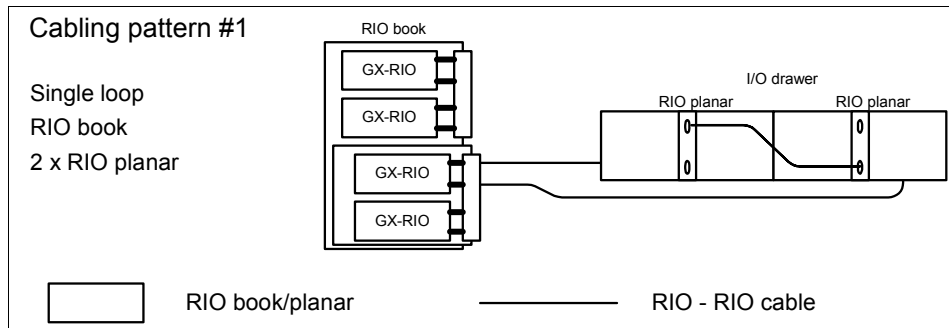 Cabling pattern #1
Single loop
RIO book
2 x RIO planar
RIO book
GX-RIO
GX-RIO
GX-RIO
GX-RIO
I/O drawer
RIO planar
RIO planar
RIO book/planar
RIO - RIO cable